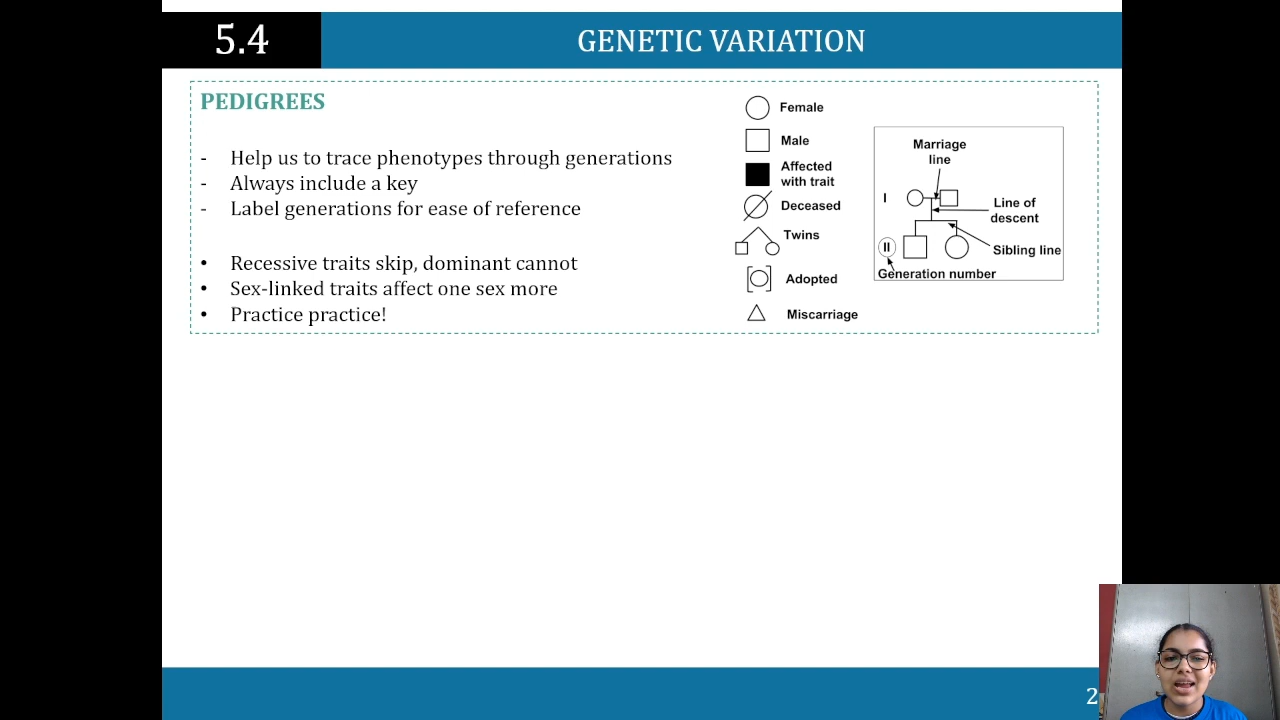 5.4
GENETIC VARIATION
PEDIGREES
- Help us to trace phenotypes through generations
- Always include a key
- Label generations for ease of reference
• Recessive traits skip, dominant cannot
• Sex-linked traits affect one sex more
• Practice practice!
Female
Male
Affected
with trait
Deceased
Twins
Adopted
Miscarriage
Marriage
line
I
Line of
descent
II
Sibling line
Generation number
2